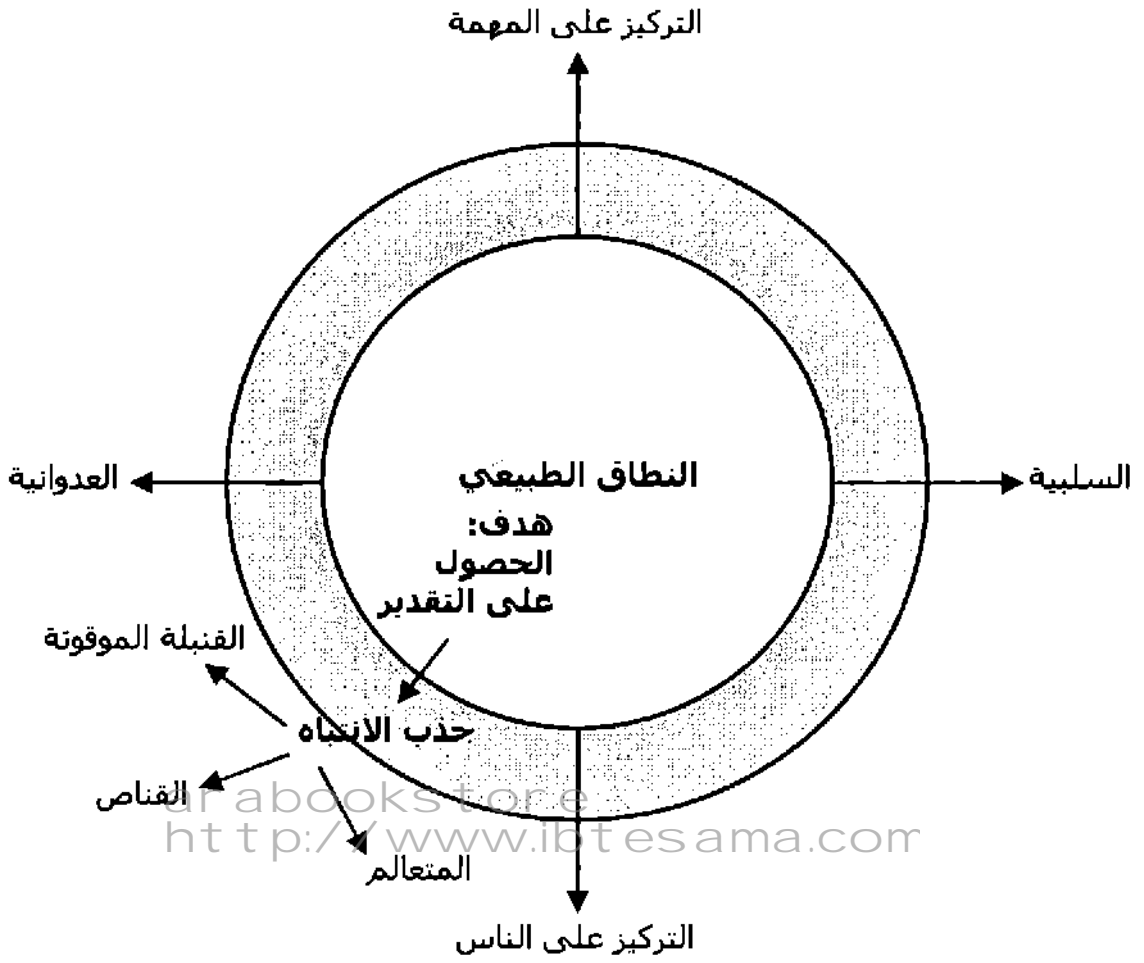 التركيز على المهمة
النطاق الطبيعي
العدوانية
السلبية
هدف:
الحصول
على التقدير
القنبلة الموقوتة
جذب الانتباه
القناص
arabookstore
http://www.ibtesama.com
المتعالم
التركيز على الناس